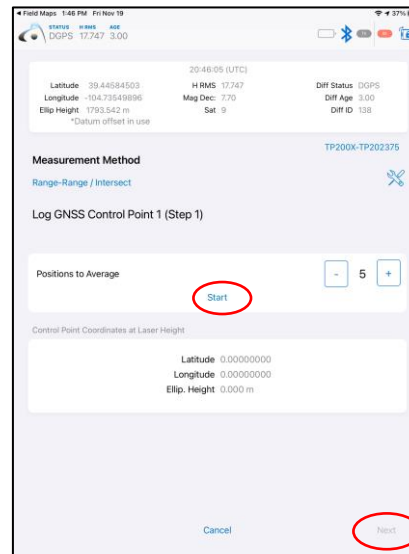 ◄ Field Maps 1:46 PM Fri Nov 19 37%
STATUS H RMS AGE
DGPS 17.747 3.00
20:46:05 (UTC)
Latitude 39.44584503 H RMS 17.747 Diff Status DGPS
Longitude -104.73549896 Mag Dec: 7.70 Diff Age 3.00
Ellip Height 1793.542 m Sat 9 Diff ID 138
*Datum offset in use
TP200X-TP202375
Measurement Method
Range-Range / Intersect
Log GNSS Control Point 1 (Step 1)
Positions to Average - 5 +
Start
Control Point Coordinates at Laser Height
Latitude 0.00000000
Longitude 0.00000000
Ellip. Height 0.000 m
Cancel Next